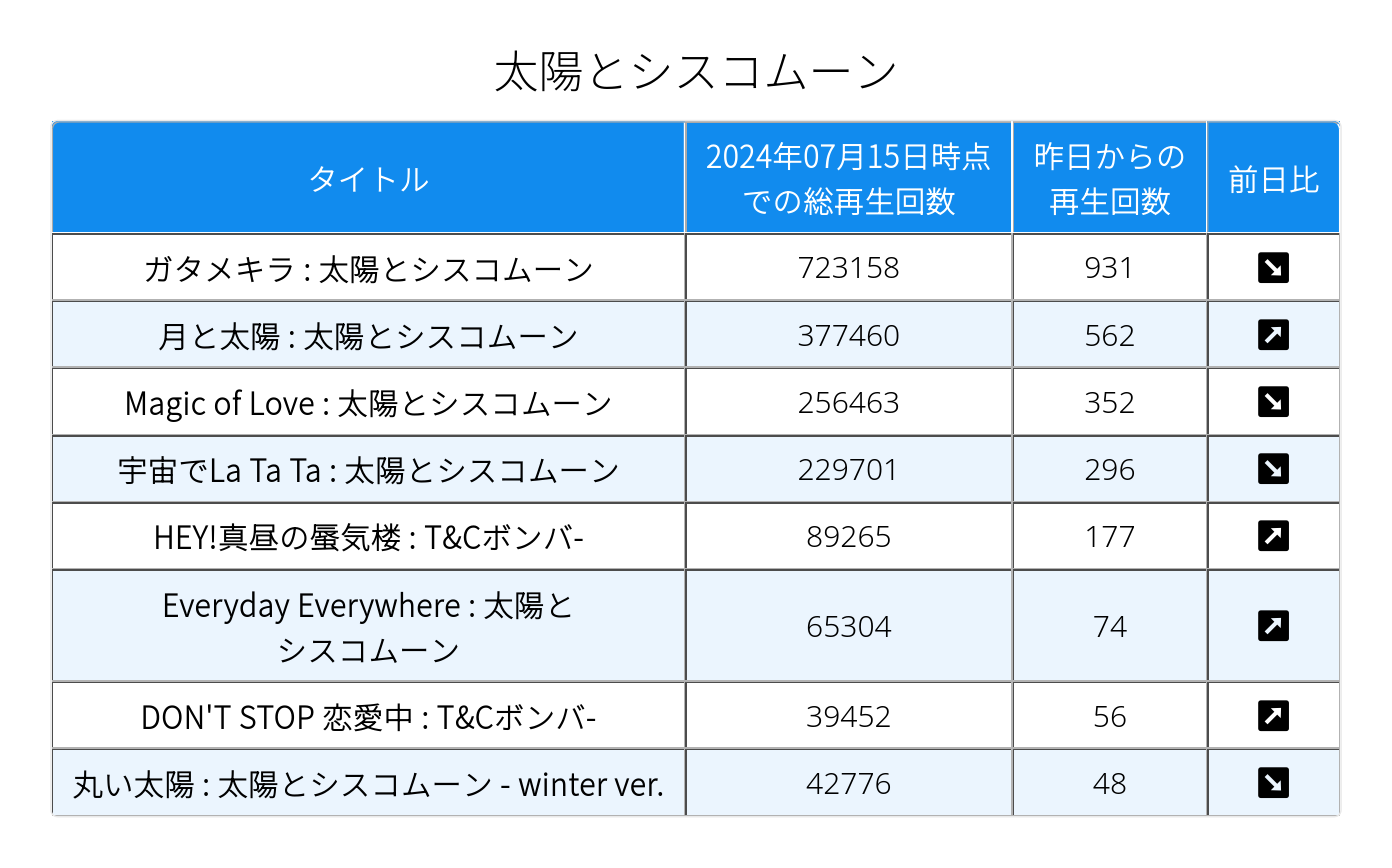 太陽とシスコムーン
タイトル
2024年07月15日時点
での総再生回数
昨日からの
再生回数
前日比
ガタメキラ : 太陽とシスコムーン 723158 931 ↘
月と太陽 : 太陽とシスコムーン 377460 562 ↗
Magic of Love : 太陽とシスコムーン 256463 352 ↘
宇宙でLa Ta Ta : 太陽とシスコムーン 229701 296 ↘
HEY!真昼の蜃気楼 : T&Cボンバ- 89265 177 ↗
Everyday Everywhere : 太陽と
シスコムーン 65304 74 ↗
DON'T STOP 恋愛中 : T&Cボンバ- 39452 56 ↗
丸い太陽 : 太陽とシスコムーン - winter ver. 42776 48 ↘